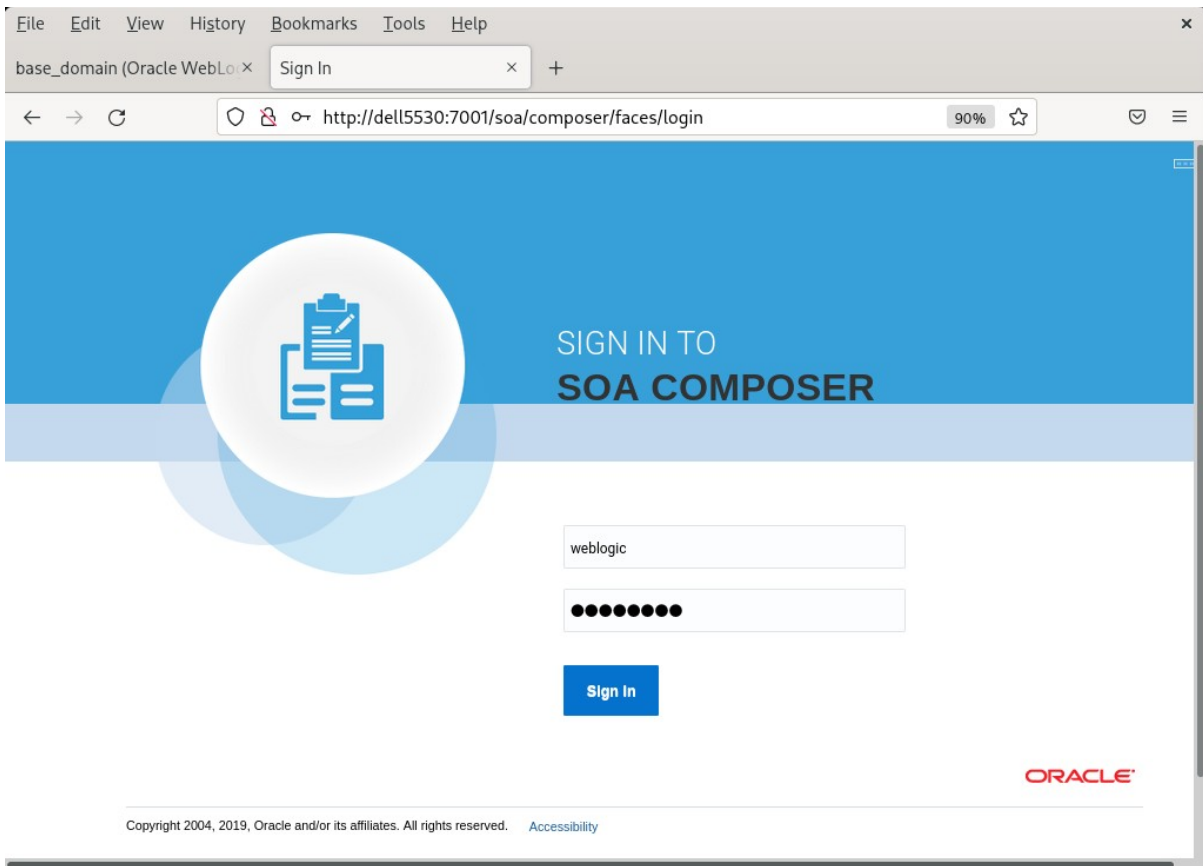 File Edit View History Bookmarks Tools Help
base_domain (Oracle WebLo
Sign In
http://dell5530:7001/soa/composer/faces/login
90%
SIGN IN TO
SOA COMPOSER
weblogic
Sign In
ORACLE
Copyright 2004, 2019, Oracle and/or its affiliates. All rights reserved. Accessibility